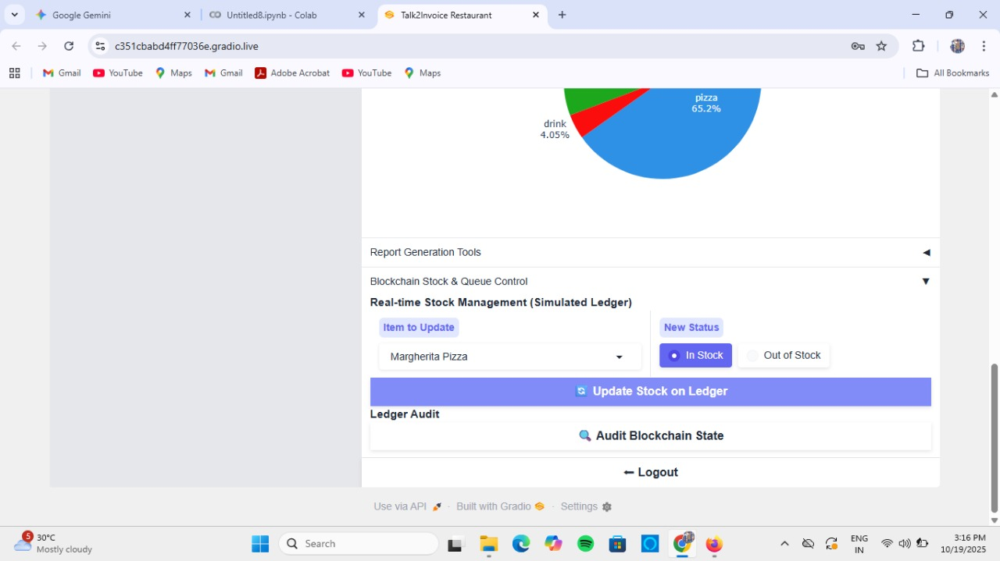 Google Gemini
Untitled8.ipynb - Colab
Talk2Invoice Restaurant
c351cbabd4ff77036e.gradio.live
Gmail
YouTube
Maps
Gmail
Adobe Acrobat
YouTube
Maps
All Bookmarks
pizza
65.2%
drink
4.05%
Report Generation Tools
Blockchain Stock & Queue Control
Real-time Stock Management (Simulated Ledger)
Item to Update
New Status
Margherita Pizza
In Stock
Out of Stock
Update Stock on Ledger
Ledger Audit
Audit Blockchain State
Logout
Use via API · Built with Gradio · Settings
5
30°C
Mostly cloudy
Search
ENG
IN
3:16 PM
10/19/2025